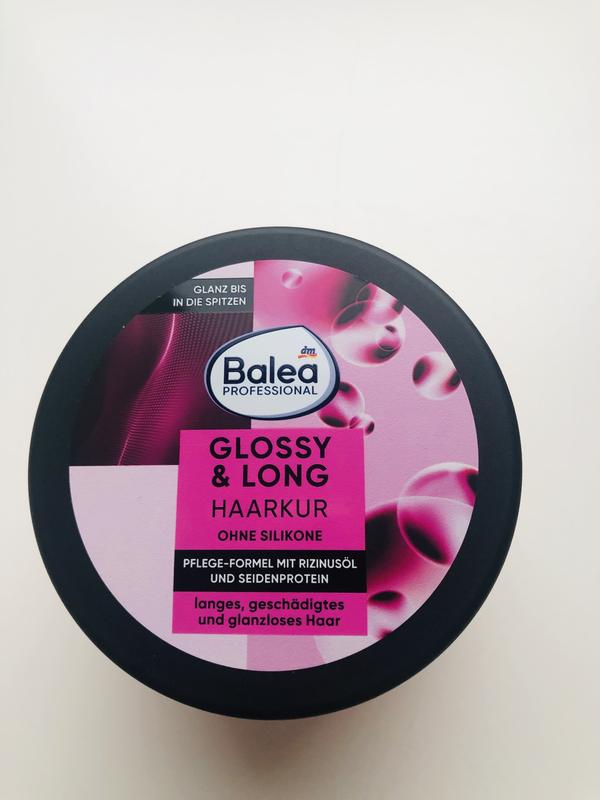 GLANZ BIS
IN DIE SPITZEN
dm
Balea
PROFESSIONAL
GLOSSY
& LONG
HAARKUR
OHNE SILIKONE
PFLEGE-FORMEL MIT RIZINUSÖL
UND SEIDENPROTEIN
langes, geschädigtes
und glanzloses Haar